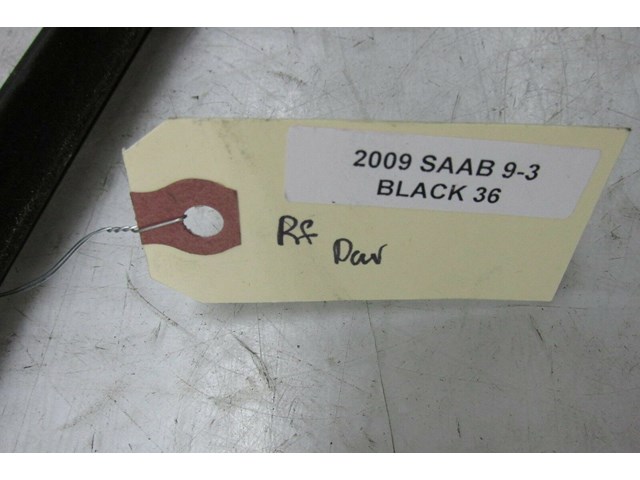 2009 SAAB 9-3
BLACK 36
Rf
Dar